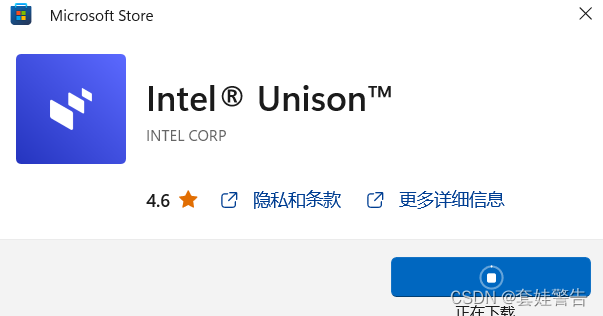 Microsoft Store
Intel® Unison™
INTEL CORP
4.6 隐私和条款 更多详细信息
CSDN @套娃警告
正在下载